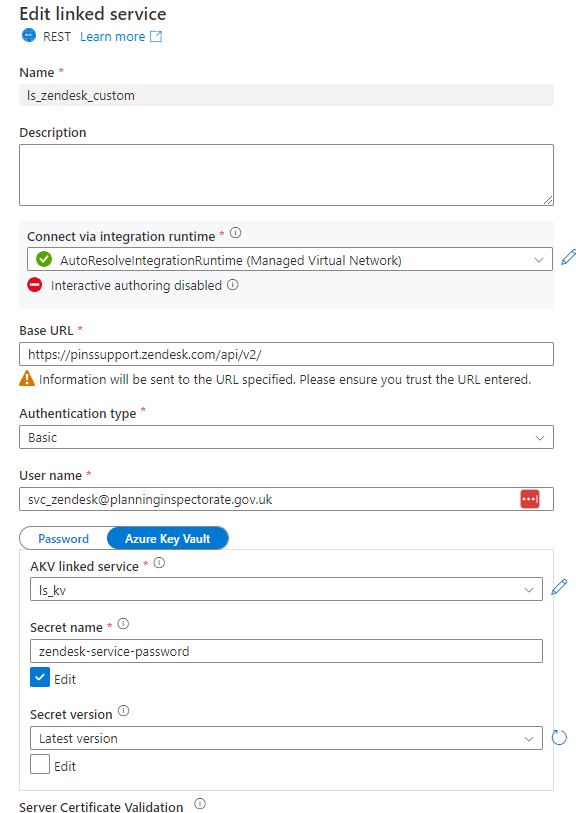 Edit linked service
REST Learn more
Name *
ls_zendesk_custom
Description
Connect via integration runtime *
AutoResolveIntegrationRuntime (Managed Virtual Network)
Interactive authoring disabled
Base URL *
https://pinssupport.zendesk.com/api/v2/
Information will be sent to the URL specified. Please ensure you trust the URL entered.
Authentication type *
Basic
User name *
svc_zendesk@planninginspectorate.gov.uk
Password Azure Key Vault
AKV linked service *
ls_kv
Secret name *
zendesk-service-password
Edit
Secret version
Latest version
Edit
Server Certificate Validation